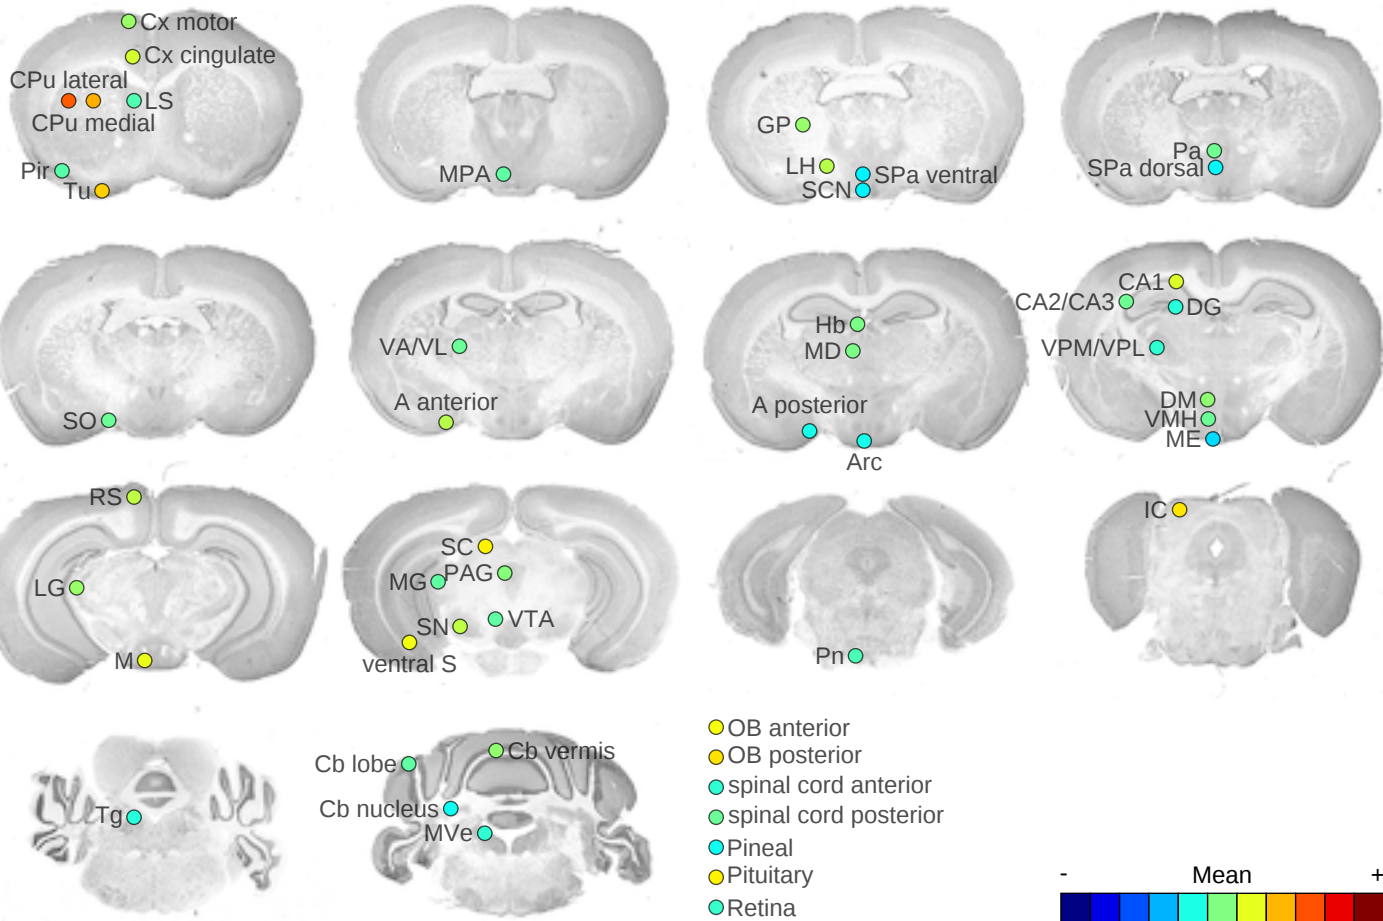 Cx motor
Cx cingulate
CPu lateral
LS
CPu medial
Pir
Tu
MPA
GP
LH
SPa ventral
SCN
Pa
SPa dorsal
SO
VA/VL
A anterior
Hb
MD
A posterior
Arc
CA1
CA2/CA3
DG
VPM/VPL
DM
VMH
ME
RS
LG
M
SC
MG
PAG
SN
VTA
ventral S
Pn
IC
Tg
Cb lobe
Cb vermis
Cb nucleus
MVe
OB anterior
OB posterior
spinal cord anterior
spinal cord posterior
Pineal
Pituitary
Retina
- Mean +